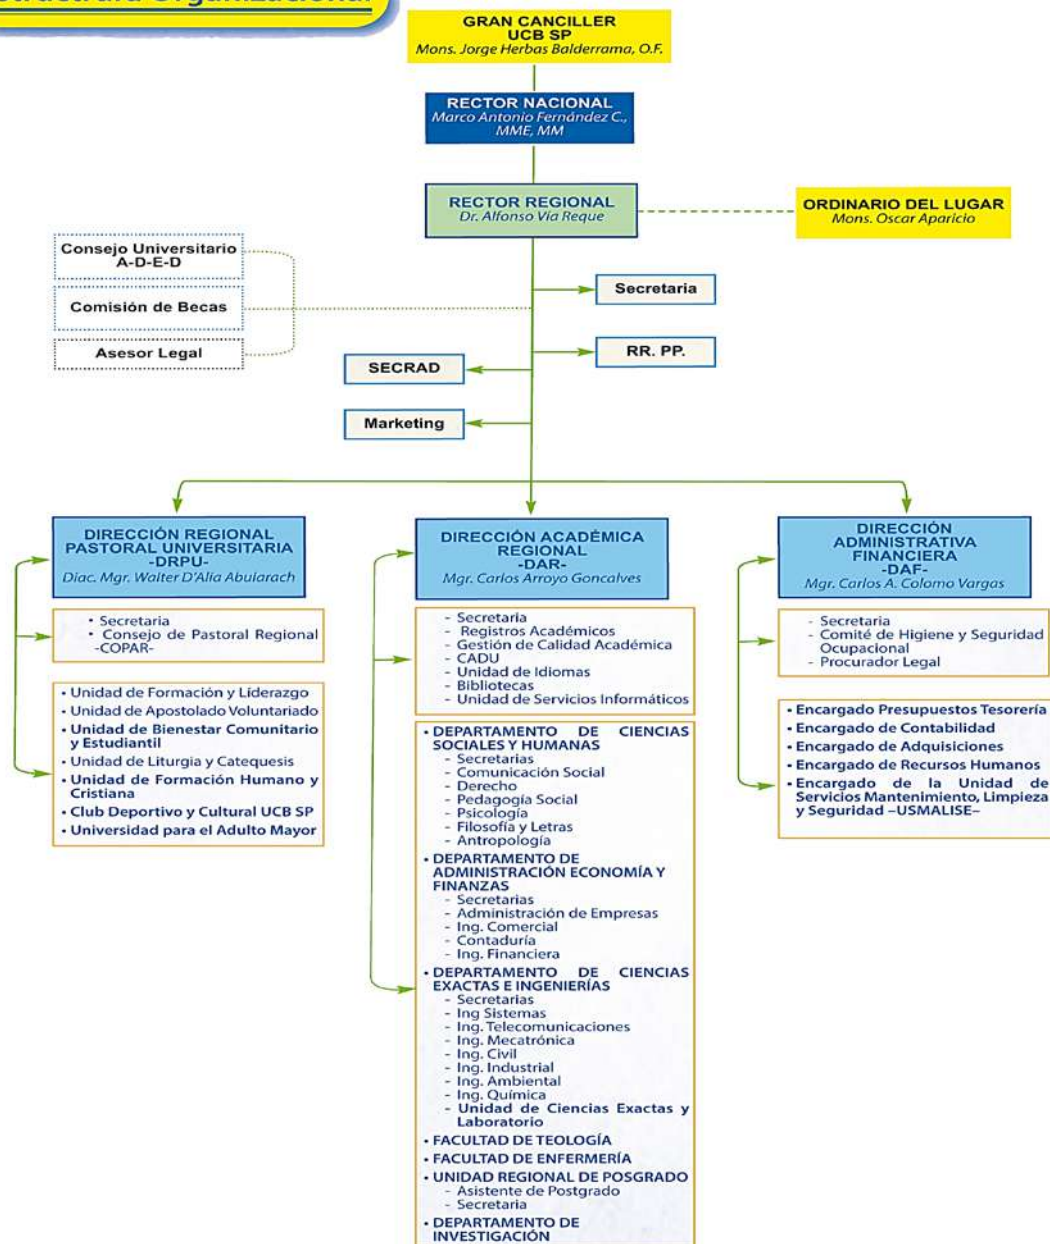 Estructura Organizacional
GRAN CANCILLER
UCB SP
Mons. Jorge Herbas Balderrama, O.F.
RECTOR NACIONAL
Marco Antonio Fernández C.,
MME, MM
RECTOR REGIONAL
Dr. Alfonso Via Reque
ORDINARIO DEL LUGAR
Mons. Oscar Aparicio
Consejo Universitario
A-D-E-D
Comisión de Becas
Asesor Legal
Secretaria
RR. PP.
SECRAD
Marketing
DIRECCIÓN REGIONAL
PASTORAL UNIVERSITARIA
-DRPU-
Diac. Mgr. Walter D'Alia Abularach
• Secretaria
• Consejo de Pastoral Regional
-COPAR-
• Unidad de Formación y Liderazgo
• Unidad de Apostolado Voluntariado
• Unidad de Bienestar Comunitario
y Estudiantil
• Unidad de Liturgia y Catequesis
• Unidad de Formación Humano y
Cristiana
• Club Deportivo y Cultural UCB SP
• Universidad para el Adulto Mayor
DIRECCIÓN ACADÉMICA
REGIONAL
-DAR-
Mgr. Carlos Arroyo Goncalves
- Secretaria
- Registros Académicos
- Gestión de Calidad Académica
- CADU
- Unidad de Idiomas
- Bibliotecas
- Unidad de Servicios Informáticos
• DEPARTAMENTO DE CIENCIAS
SOCIALES Y HUMANAS
- Secretarias
- Comunicación Social
- Derecho
- Pedagogía Social
- Psicología
- Filosofía y Letras
- Antropología
• DEPARTAMENTO DE
ADMINISTRACIÓN ECONOMÍA Y
FINANZAS
- Secretarias
- Administración de Empresas
- Ing. Comercial
- Contaduría
- Ing. Financiera
• DEPARTAMENTO DE CIENCIAS
EXACTAS E INGENIERÍAS
- Secretarias
- Ing Sistemas
- Ing. Telecomunicaciones
- Ing. Mecatrónica
- Ing. Civil
- Ing. Industrial
- Ing. Ambiental
- Ing. Química
- Unidad de Ciencias Exactas y
Laboratorio
• FACULTAD DE TEOLOGÍA
• FACULTAD DE ENFERMERÍA
• UNIDAD REGIONAL DE POSGRADO
- Asistente de Postgrado
- Secretaria
• DEPARTAMENTO DE
INVESTIGACIÓN
DIRECCIÓN
ADMINISTRATIVA
FINANCIERA
-DAF-
Mgr. Carlos A. Colomo Vargas
- Secretaria
- Comité de Higiene y Seguridad
Ocupacional
- Procurador Legal
• Encargado Presupuestos Tesorería
• Encargado de Contabilidad
• Encargado de Adquisiciones
• Encargado de Recursos Humanos
• Encargado de la Unidad de
Servicios Mantenimiento, Limpieza
y Seguridad –USMALISE–